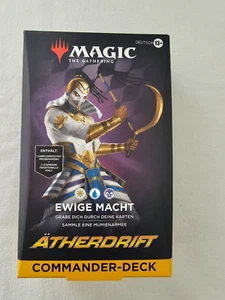 DEUTSCH 13+
MAGIC
THE GATHERING
ENTHÄLT:
EWIGE MACHT
GRABE DICH DURCH DEINE KARTEN
SAMMLE EINE MUMIENARMEE
ÄTHERDRIFT
COMMANDER-DECK